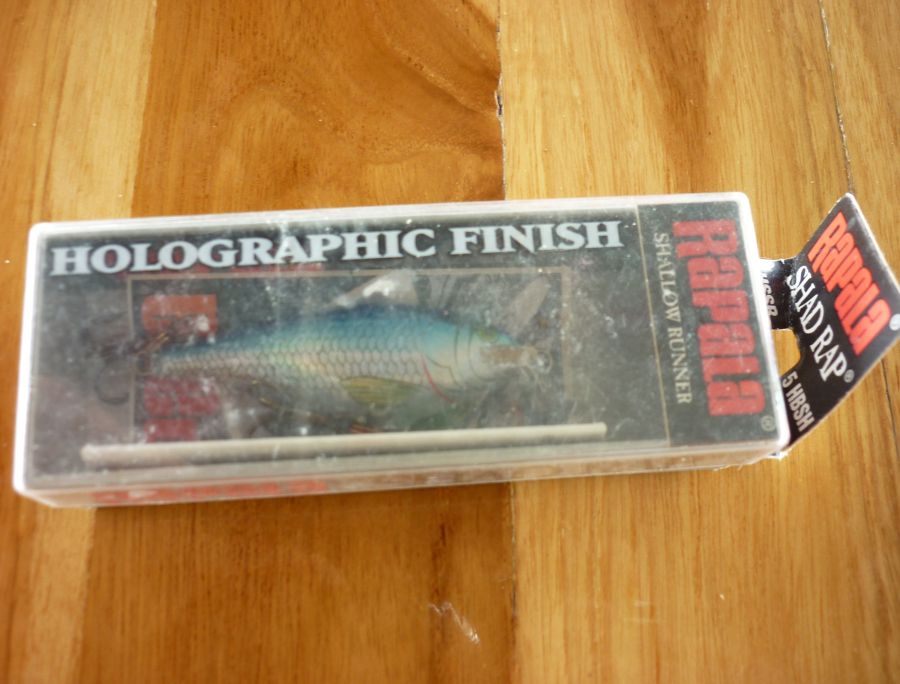 HOLOGRAPHIC FINISH
Rapala®
SHALLOW RUNNER
Rapala®
SHAD RAP®
5 HBSH